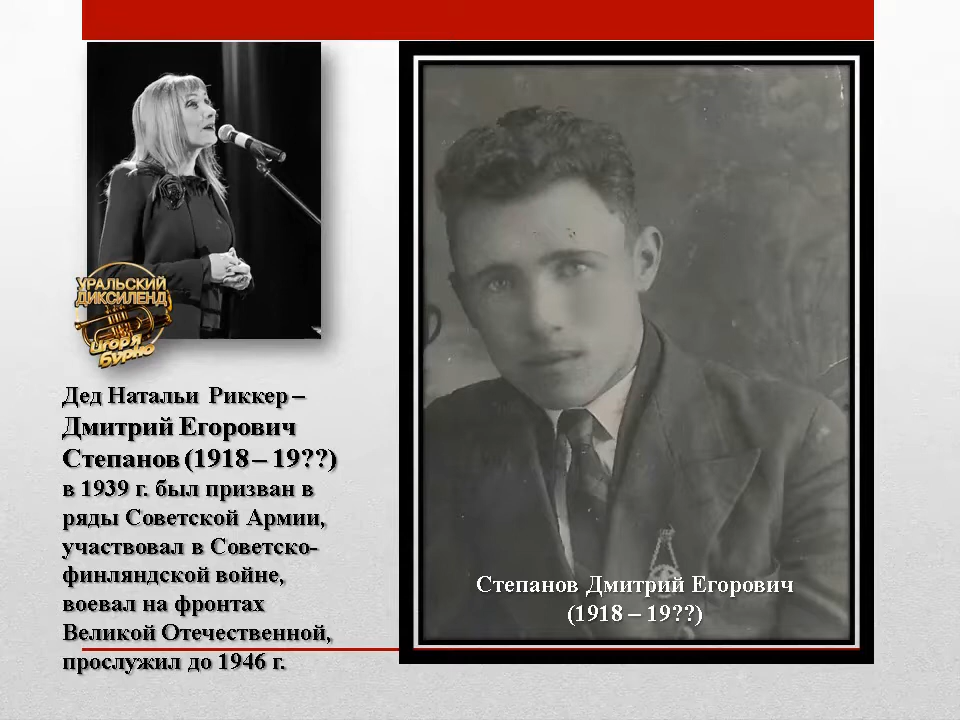 УРАЛЬСКИЙ
ДИКСИЛЕНД
Игоря
Бурко
Дед Натальи Риккер –
Дмитрий Егорович
Степанов (1918 – 19??)
в 1939 г. был призван в
ряды Советской Армии,
участвовал в Советско-
финляндской войне,
воевал на фронтах
Великой Отечественной,
прослужил до 1946 г.
Степанов Дмитрий Егорович
(1918 – 19??)